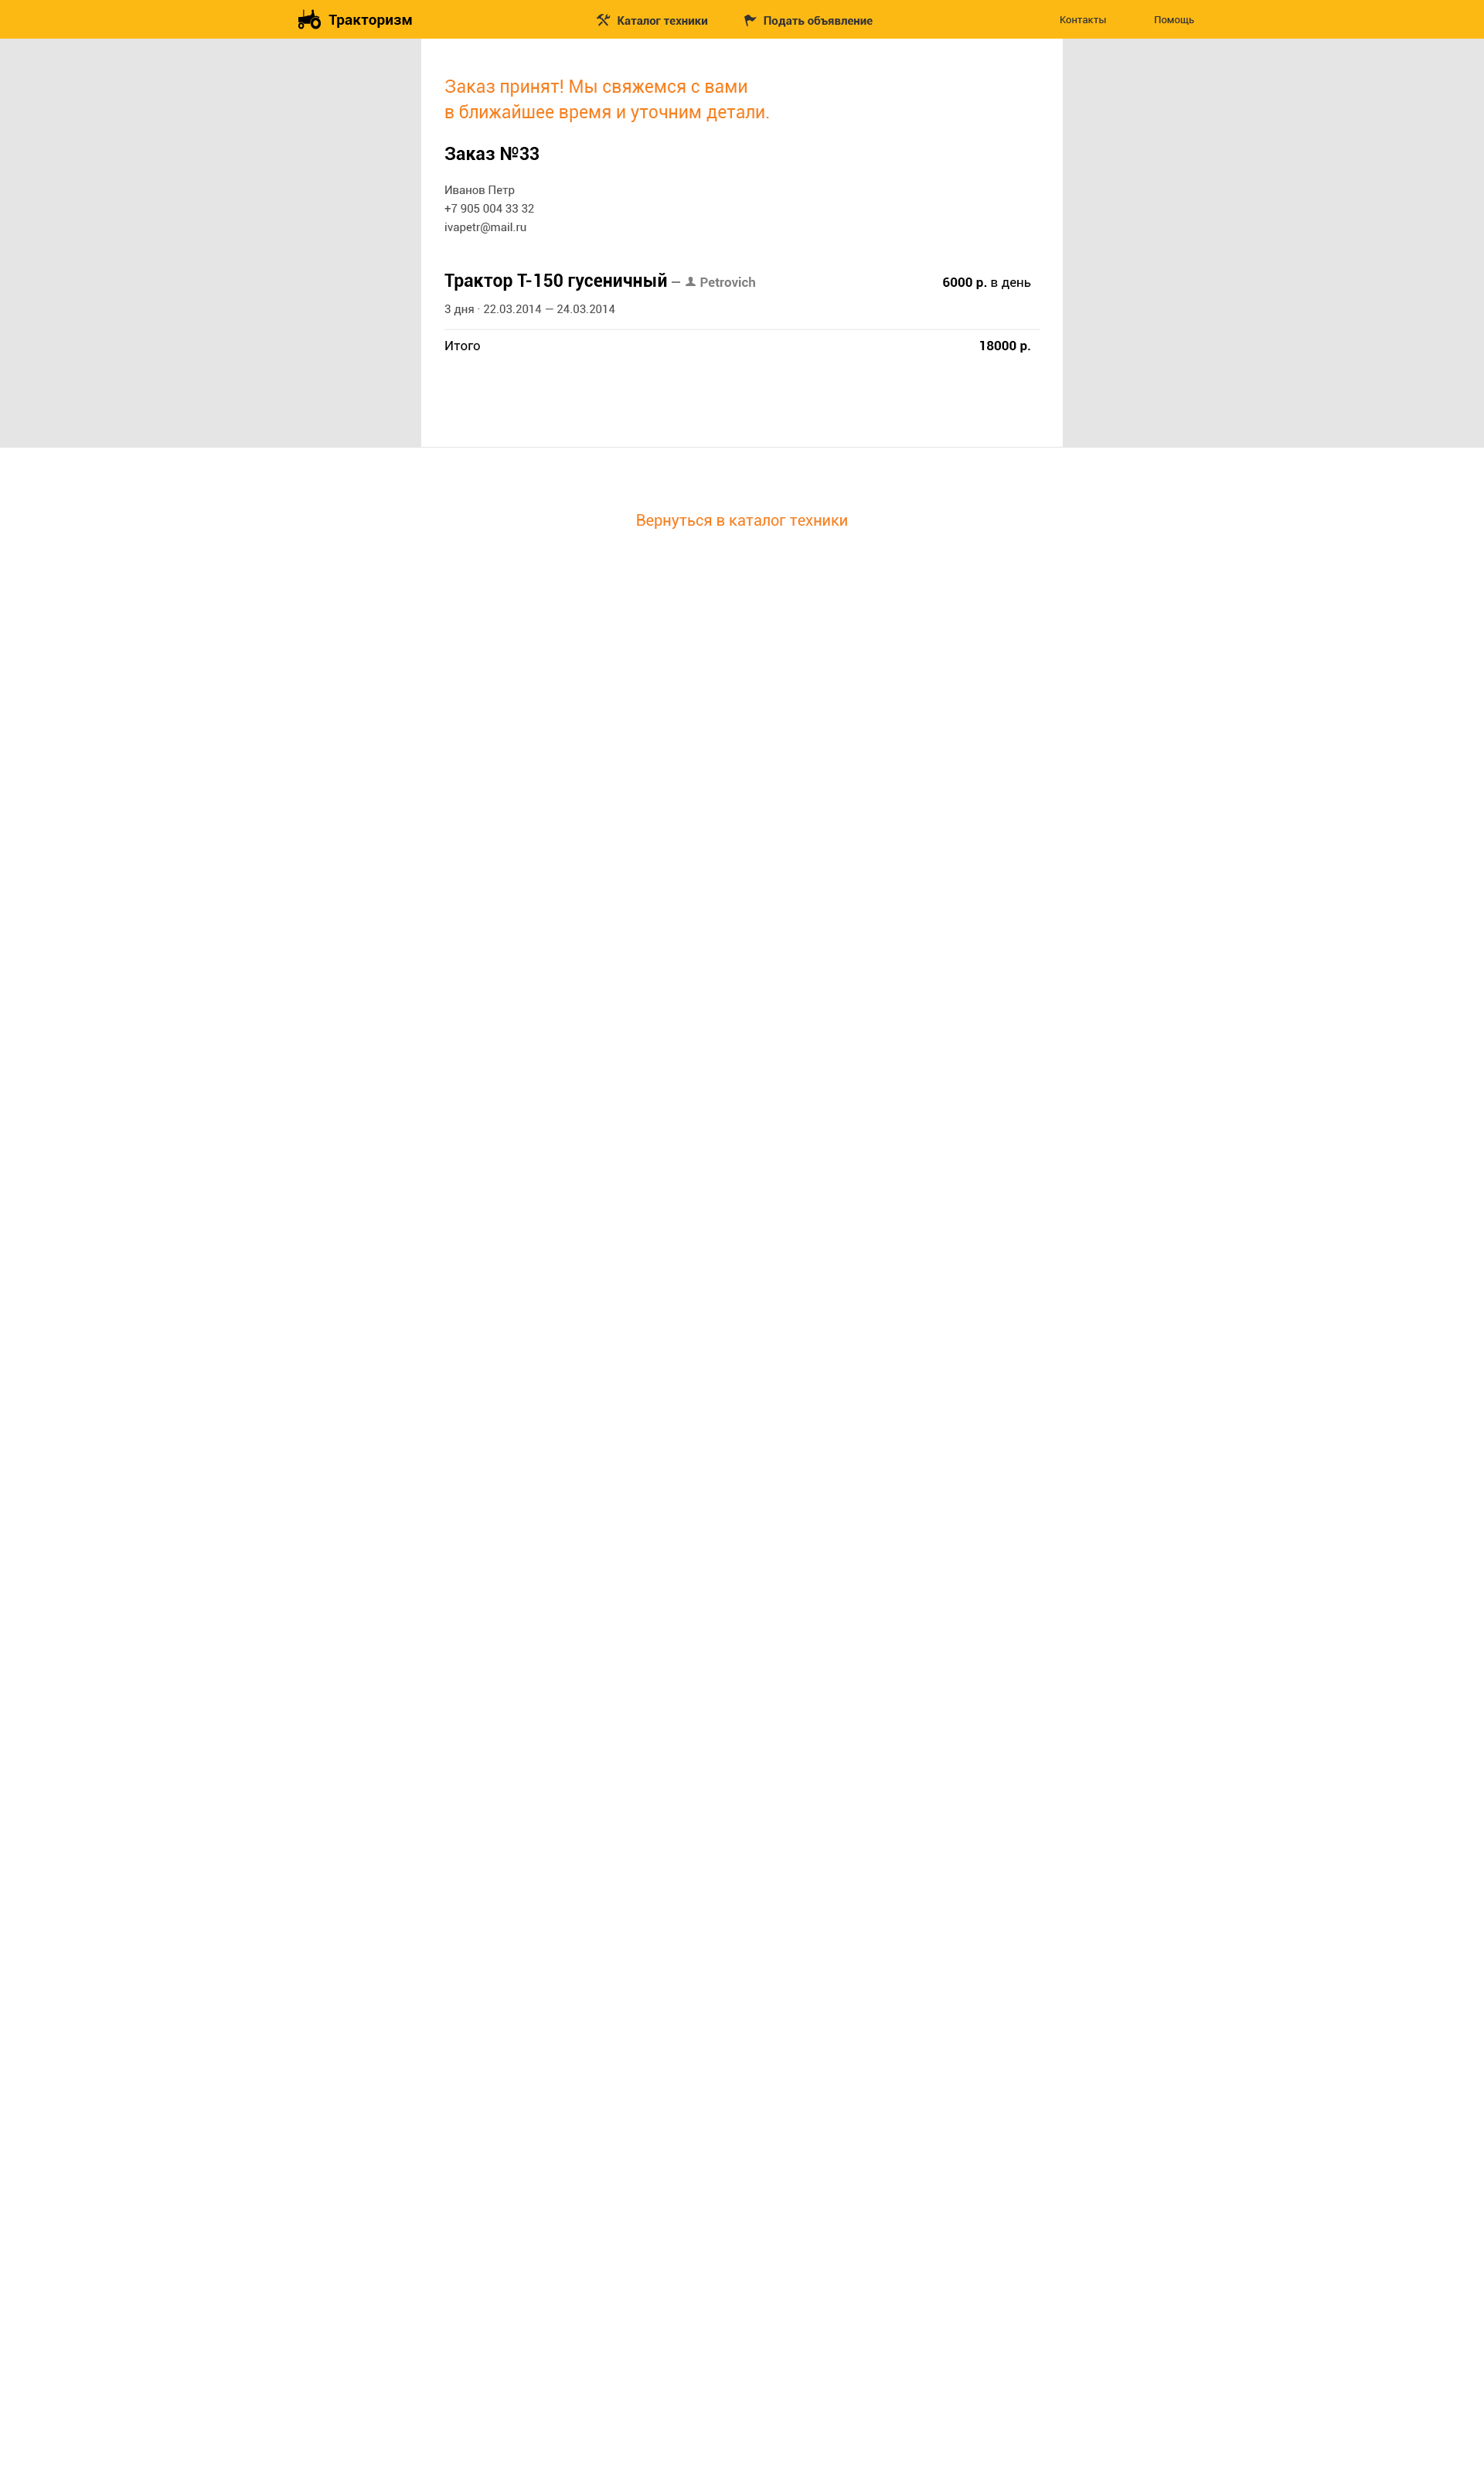 Тракторизм
Каталог техники
Подать объявление
Контакты
Помощь
Заказ принят! Мы свяжемся с вами
в ближайшее время и уточним детали.
Заказ №33
Иванов Петр
+7 905 004 33 32
ivapetr@mail.ru
Трактор Т-150 гусеничный — Petrovich
6000 р. в день
3 дня · 22.03.2014 — 24.03.2014
Итого
18000 р.
Вернуться в каталог техники